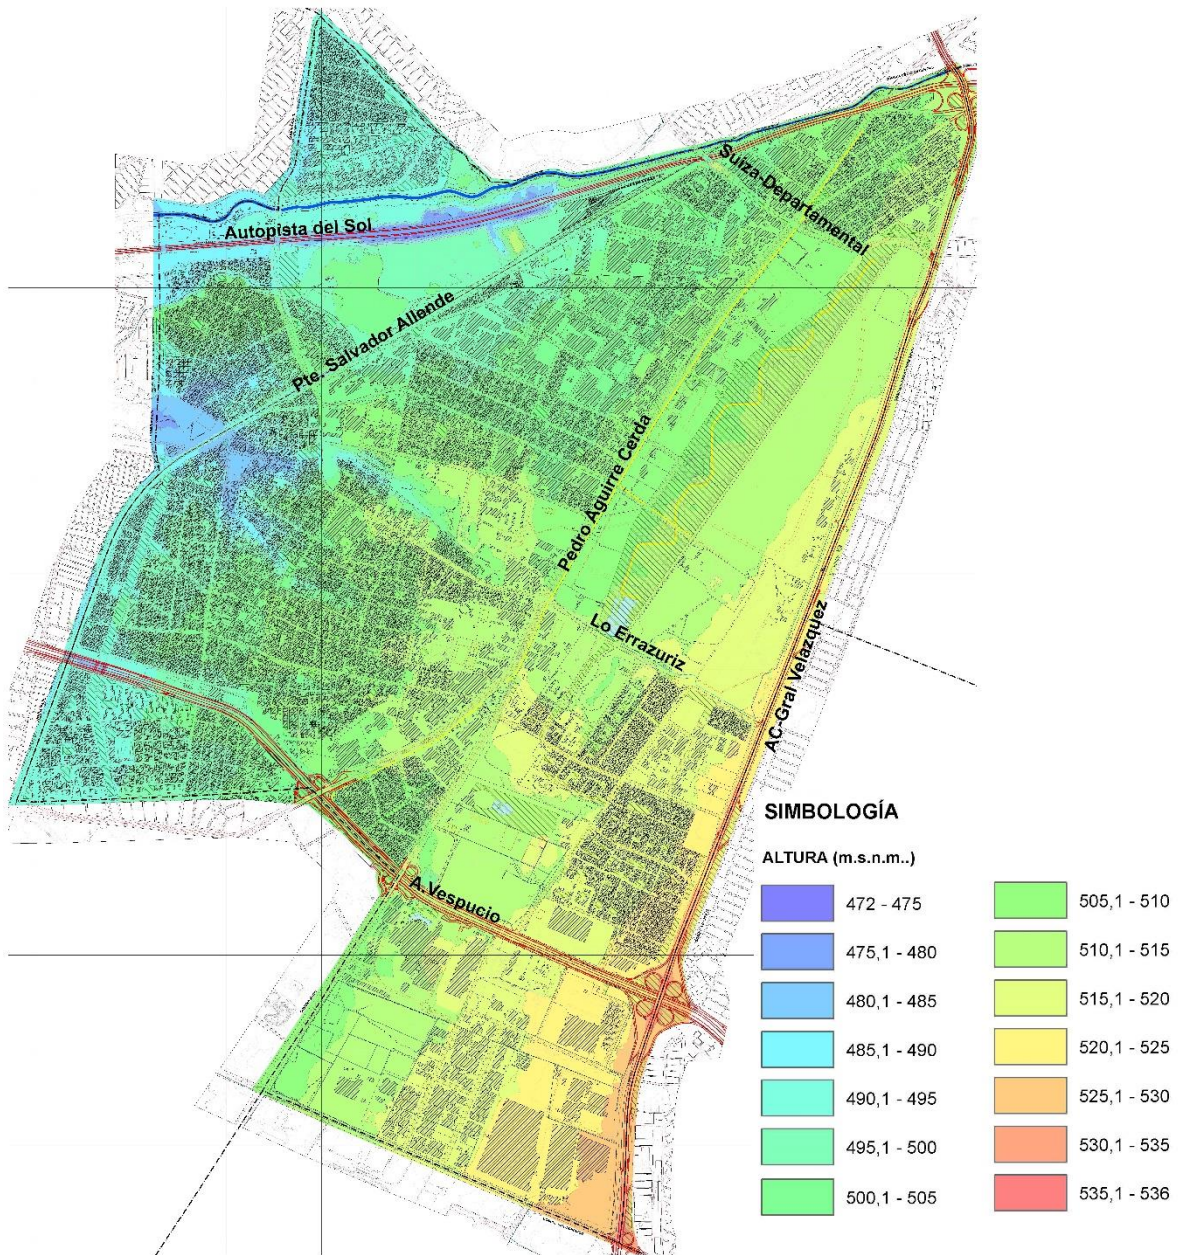 Suiza-Departamental
Autopista del Sol
Pte. Salvador Allende
Pedro Aguirre Cerda
Lo Errazuriz
AC-Gral Velazquez
A.Vespucio
SIMBOLOGÍA
ALTURA (m.s.n.m..)
472 - 475
475,1 - 480
480,1 - 485
485,1 - 490
490,1 - 495
495,1 - 500
500,1 - 505
505,1 - 510
510,1 - 515
515,1 - 520
520,1 - 525
525,1 - 530
530,1 - 535
535,1 - 536